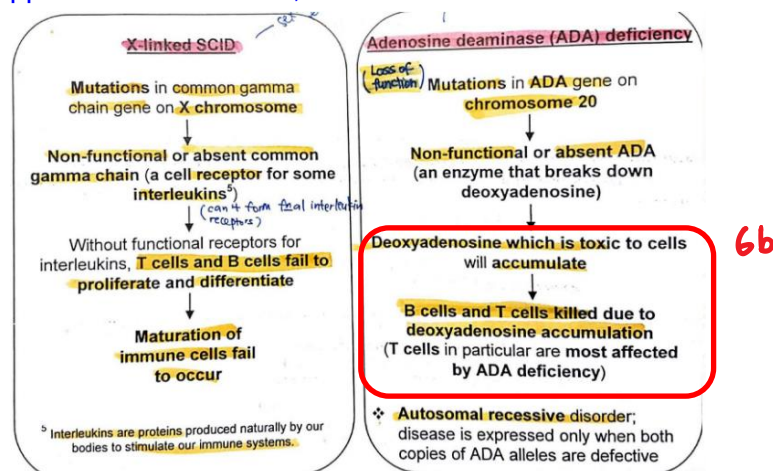 X-linked SCID
Mutations in common gamma
chain gene on X chromosome
Non-functional or absent common
gamma chain (a cell receptor for some
interleukins⁵)
(can't form fnal interleukin
receptors)
Without functional receptors for
interleukins, T cells and B cells fail to
proliferate and differentiate
Maturation of
immune cells fail
to occur
⁵ Interleukins are proteins produced naturally by our
bodies to stimulate our immune systems.
Adenosine deaminase (ADA) deficiency
(Loss of
function)
Mutations in ADA gene on
chromosome 20
Non-functional or absent ADA
(an enzyme that breaks down
deoxyadenosine)
Deoxyadenosine which is toxic to cells
will accumulate
B cells and T cells killed due to
deoxyadenosine accumulation
(T cells in particular are most affected
by ADA deficiency)
❖ Autosomal recessive disorder;
disease is expressed only when both
copies of ADA alleles are defective
6b